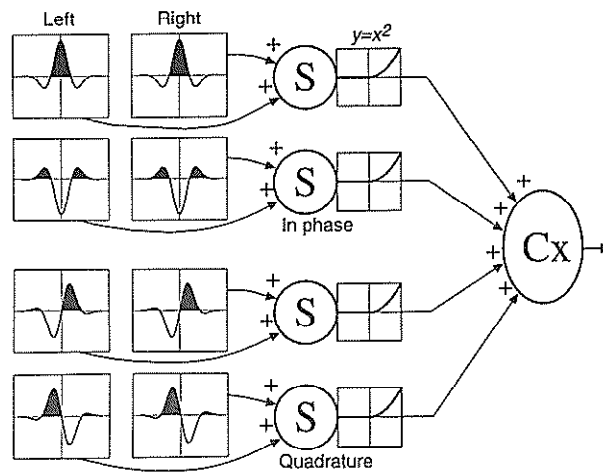 Left
Right
y=x²
+
+
S
+
+
S
In phase
+
+
S
+
+
S
Quadrature
+
+
+
+
Cx